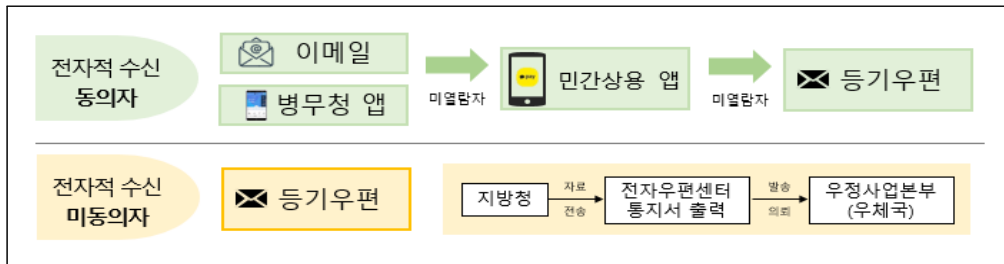 전자적 수신
동의자
이메일
병무청 앱
미열람자
민간상용 앱
미열람자
등기우편
전자적 수신
미동의자
등기우편
지방청
자료
전송
전자우편센터
통지서 출력
발송
의뢰
우정사업본부
(우체국)